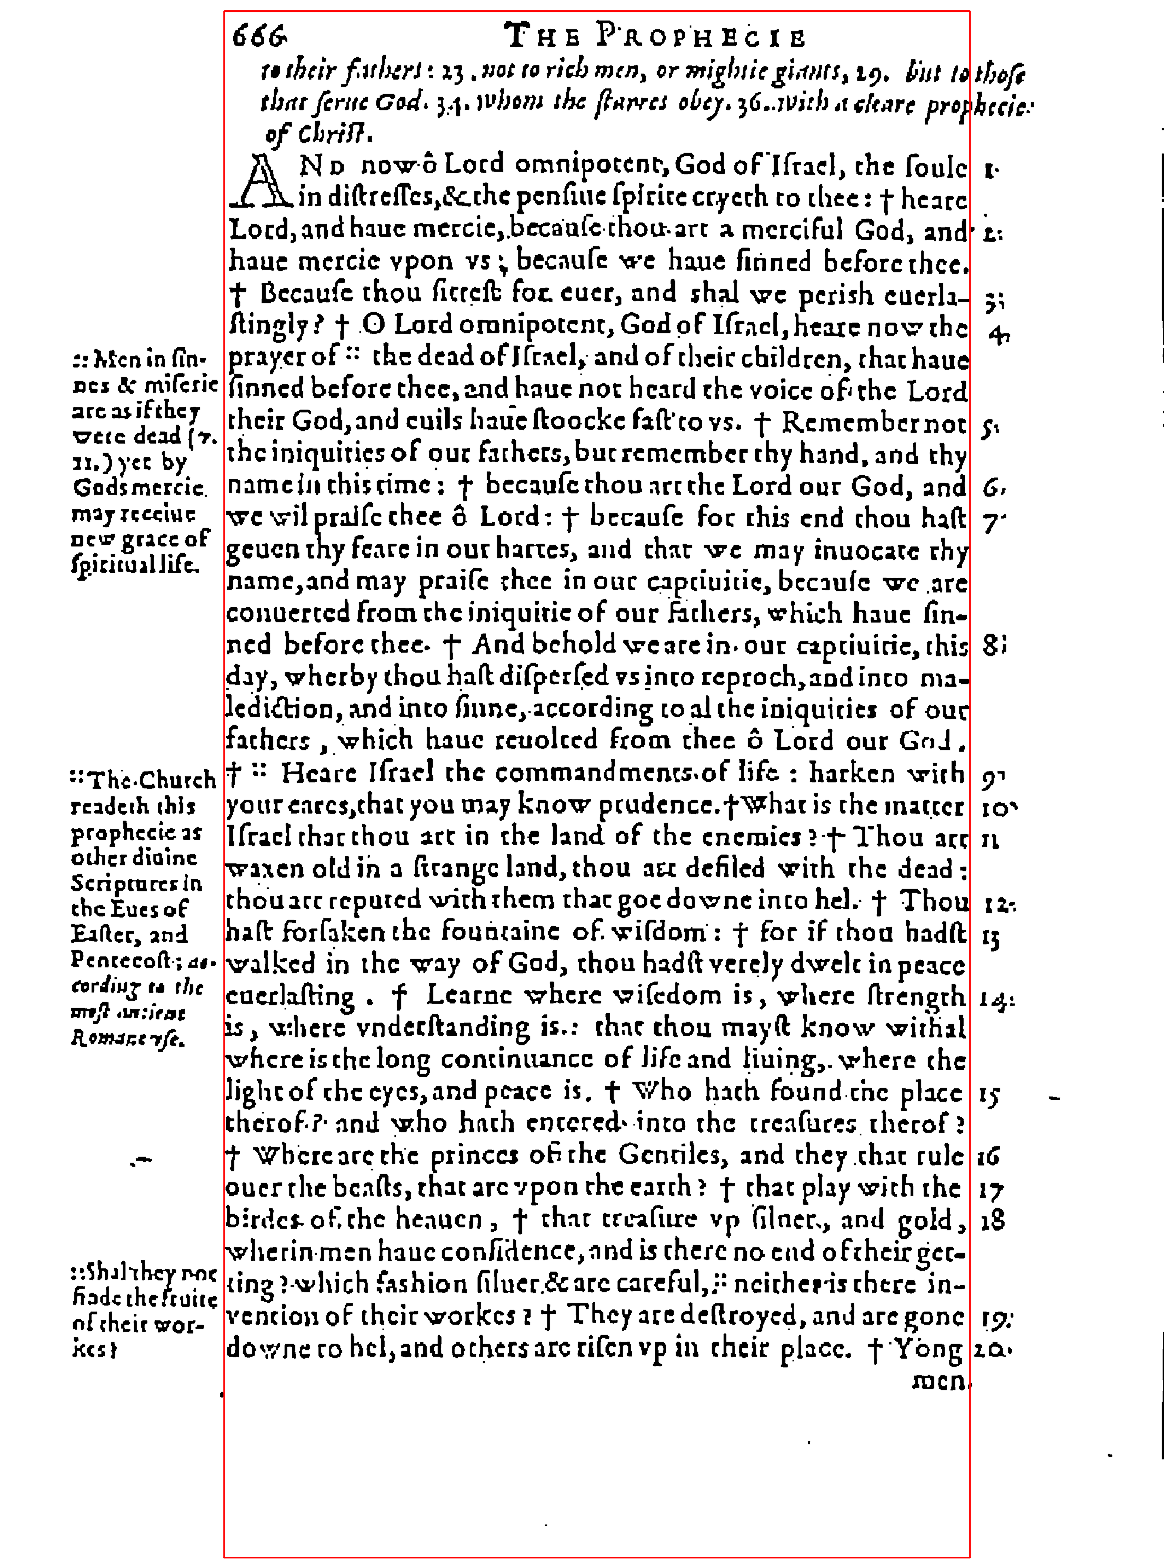 666 THE PROPHECIE
to their fathers: 23. not to rich men, or mightie giants, 29. but to those
that serue God. 34. Whom the starres obey. 36. With a cleare prophecie
of Christ.
AND now ô Lord omnipotent, God of Iſrael, the ſoule 1.
in diſtreſſes, & the penſiue ſpirite cryeth to thee: † heare
Lord, and haue mercie, becauſe thou art a merciful God, and 2.
haue mercie vpon vs; becauſe we haue ſinned before thee.
† Becauſe thou ſitteſt for euer, and shal we perish euerla- 3.
ſtingly? † O Lord omnipotent, God of Iſrael, heare now the 4.
prayer of :: the dead of Iſrael, and of their children, that haue
ſinned before thee, and haue not heard the voice of the Lord
their God, and euils haue ſtoocke faſt to vs. † Remember not 5.
the iniquities of our fathers, but remember thy hand, and thy
name in this time: † becauſe thou art the Lord our God, and 6.
we wil praiſe thee ô Lord: † becauſe for this end thou haſt 7.
geuen thy feare in our hartes, and that we may inuocate thy
name, and may praiſe thee in our captiuitie, becauſe we are
conuerted from the iniquitie of our fathers, which haue ſin-
ned before thee. † And behold we are in our captiuitie, this 8.
day, wherby thou haſt diſperſed vs into reproch, and into ma-
lediction, and into ſinne, according to al the iniquities of our
fathers, which haue reuolted from thee ô Lord our God.
† :: Heare Iſrael the commandments of life: harken with 9.
your eares, that you may know prudence. † What is the matter 10.
Iſrael that thou art in the land of the enemies? † Thou art 11
waxen old in a ſtrange land, thou art defiled with the dead:
thou art reputed with them that goe downe into hel. † Thou 12.
haſt forſaken the fountaine of wiſdom: † for if thou hadſt 13
walked in the way of God, thou hadſt verely dwelt in peace
euerlaſting. † Learne where wiſedom is, where ſtrength 14.
is, where vnderſtanding is: that thou mayſt know withal
where is the long continuance of life and liuing, where the
light of the eyes, and peace is. † Who hath found the place 15
therof? and who hath entered into the treaſures therof?
† Where are the princes of the Gentiles, and they that rule 16
ouer the beaſts, that are vpon the earth? † that play with the 17
birdes of the heauen, † that treaſure vp ſiluer, and gold, 18
wherin men haue confidence, and is there no end of their get-
ting? which fashion ſiluer & are careful, :: neither is there in-
uention of their workes? † They are deſtroyed, and are gone 19.
downe to hel, and others are riſen vp in their place. † Yong 20.
men
:: Men in ſin-
nes & miſerie
are as if they
were dead (7.
11.) yet by
Gods mercie
may receiue
new grace of
ſpiritual life.
:: The Church
readeth this
prophecie as
other diuine
Scriptures in
the Eues of
Eaſter, and
Pentecoſt; ac-
cording to the
moſt ancient
Romane vſe.
:: Shal they not
finde the fruite
of their wor-
kes?